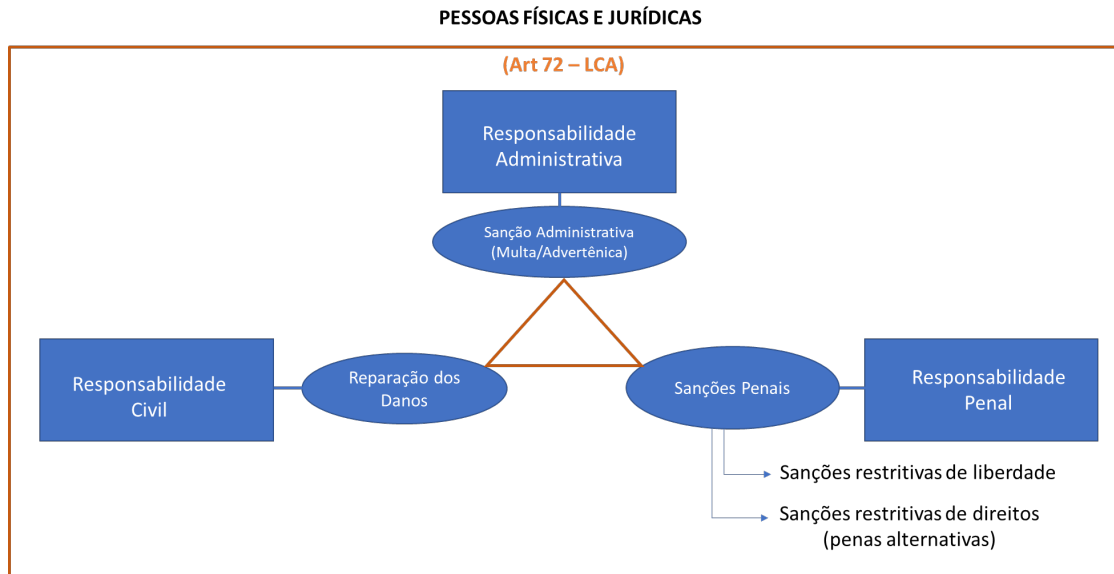 PESSOAS FÍSICAS E JURÍDICAS
(Art 72 – LCA)
Responsabilidade
Administrativa
Sanção Administrativa
(Multa/Advertênica)
Responsabilidade
Civil
Reparação dos
Danos
Sanções Penais
Responsabilidade
Penal
Sanções restritivas de liberdade
Sanções restritivas de direitos
(penas alternativas)